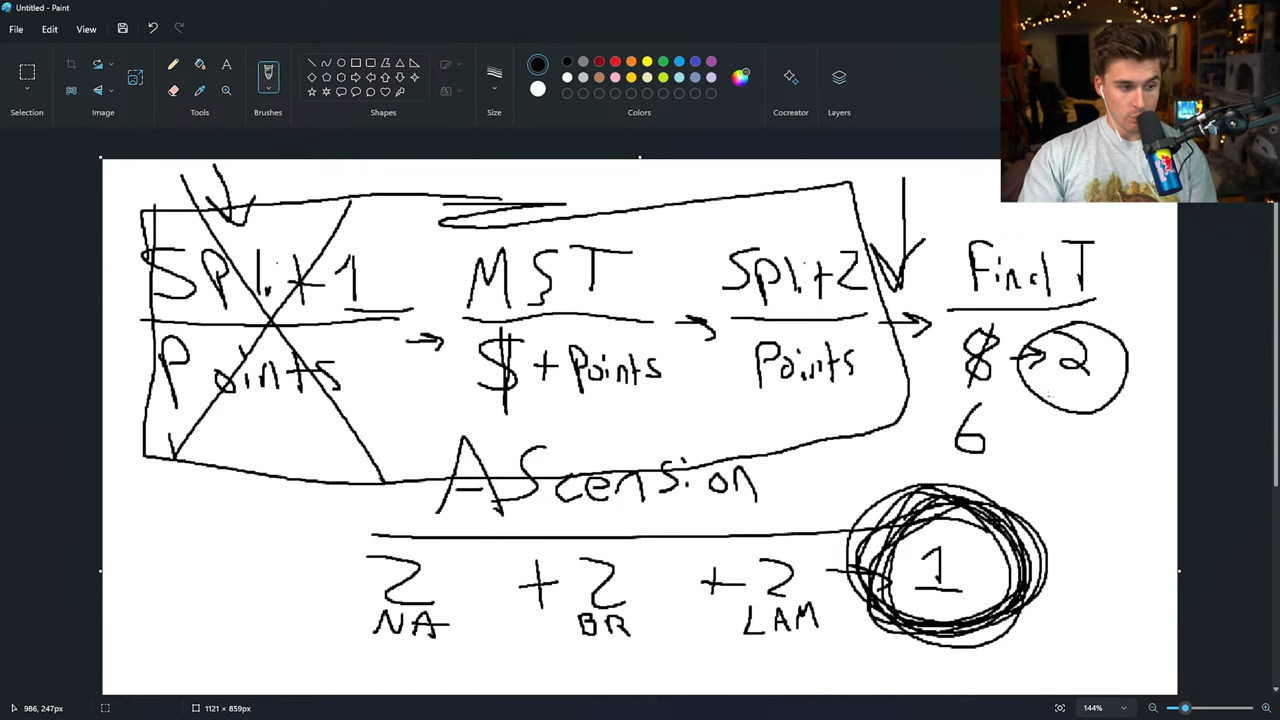 Untitled - Paint
File Edit View
Selection Image Tools Brushes Shapes Size Colors Cocreator Layers
Split 1 MST Split 2 Final T
Points → $ + Points → Points → 8 → 2
6
Ascension
2 + 2 + 2 → 1
NA BR LAM
986, 247px 1121 × 859px 144%